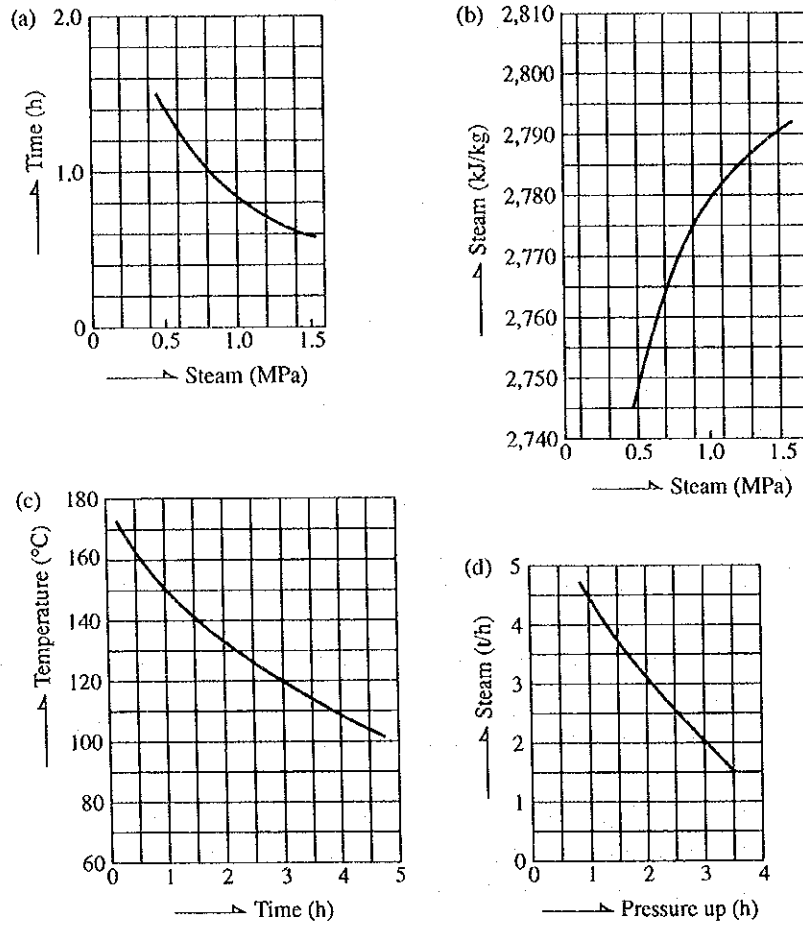 (a)
2.0
Time (h)
1.0
0
0 0.5 1.0 1.5
Steam (MPa)
(b)
2,810
2,800
2,790
Steam (kJ/kg)
2,780
2,770
2,760
2,750
2,740
0 0.5 1.0 1.5
Steam (MPa)
(c)
180
160
Temperature (°C)
140
120
100
80
60
0 1 2 3 4 5
Time (h)
(d)
5
4
Steam (t/h)
3
2
1
0
0 1 2 3 4
Pressure up (h)